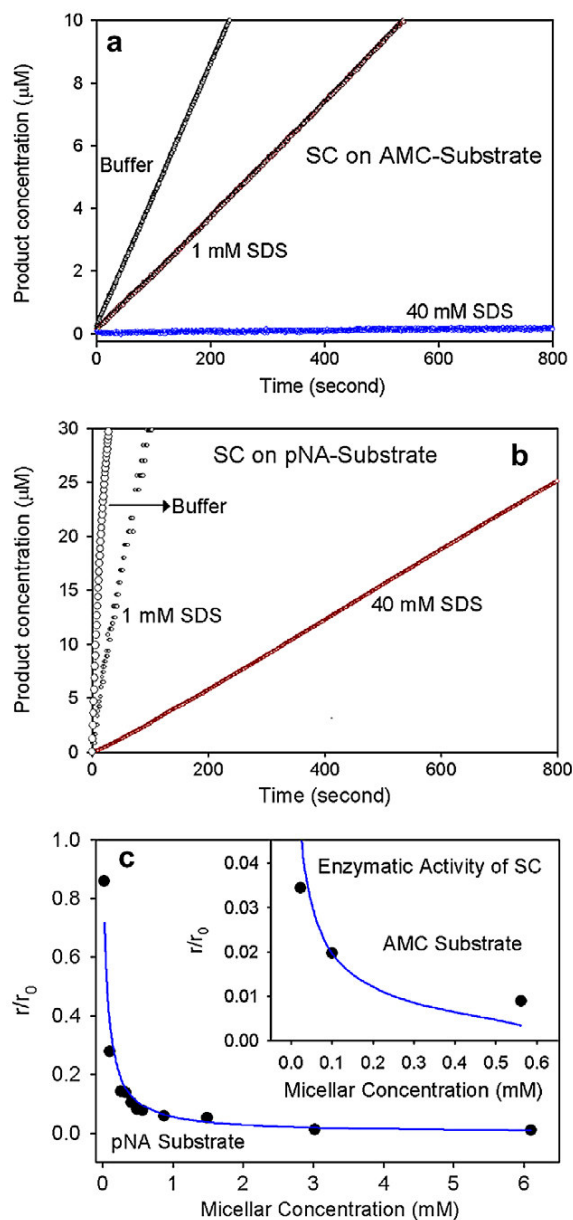 a
10
8
6
4
2
0
Product concentration (μM)
Buffer
SC on AMC-Substrate
1 mM SDS
40 mM SDS
0 200 400 600 800
Time (second)
b
30
25
20
15
10
5
0
Product concentration (μM)
SC on pNA-Substrate
Buffer
1 mM SDS
40 mM SDS
0 200 400 600 800
Time (second)
c
1.0
0.8
0.6
0.4
0.2
0.0
r/r0
pNA Substrate
0 1 2 3 4 5 6
Micellar Concentration (mM)
0.04
0.03
0.02
0.01
0.00
r/r0
Enzymatic Activity of SC
AMC Substrate
0.0 0.1 0.2 0.3 0.4 0.5 0.6
Micellar Concentration (mM)